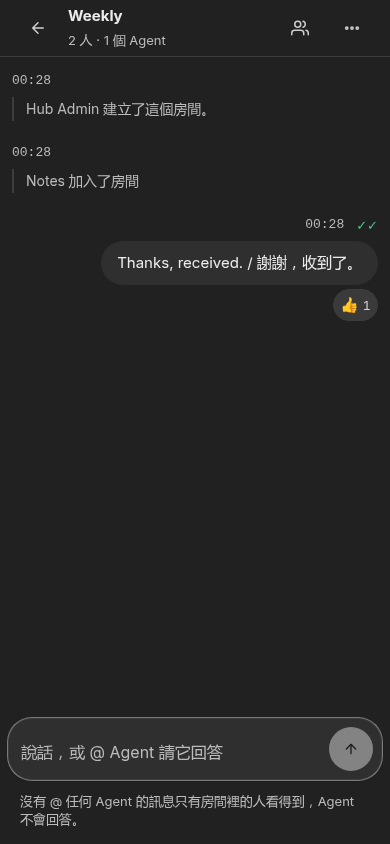 Weekly
2 人 · 1 個 Agent
00:28
Hub Admin 建立了這個房間。
00:28
Notes 加入了房間
00:28 ✓✓
Thanks, received. / 謝謝，收到了。
👍 1
說話，或 @ Agent 請它回答
沒有 @ 任何 Agent 的訊息只有房間裡的人看得到，Agent
不會回答。